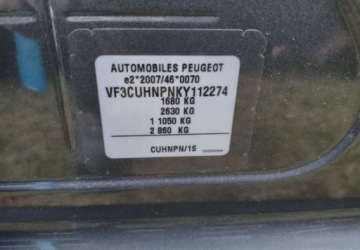 AUTOMOBILES PEUGEOT
e2*2007/46*0070
VF3CUHNPNKY112274
1680 KG
2630 KG
1 1050 KG
2 860 KG
CUHNPN/1S